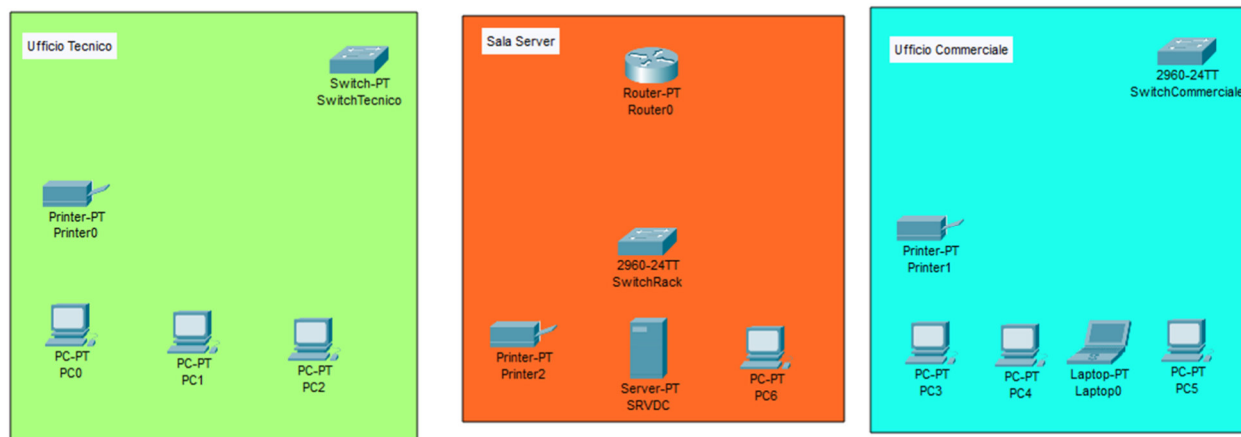 Ufficio Tecnico
Switch-PT
SwitchTecnico
Printer-PT
Printer0
PC-PT
PC0
PC-PT
PC1
PC-PT
PC2
Sala Server
Router-PT
Router0
2960-24TT
SwitchRack
Printer-PT
Printer2
Server-PT
SRVDC
PC-PT
PC6
Ufficio Commerciale
2960-24TT
SwitchCommerciale
Printer-PT
Printer1
PC-PT
PC3
PC-PT
PC4
Laptop-PT
Laptop0
PC-PT
PC5